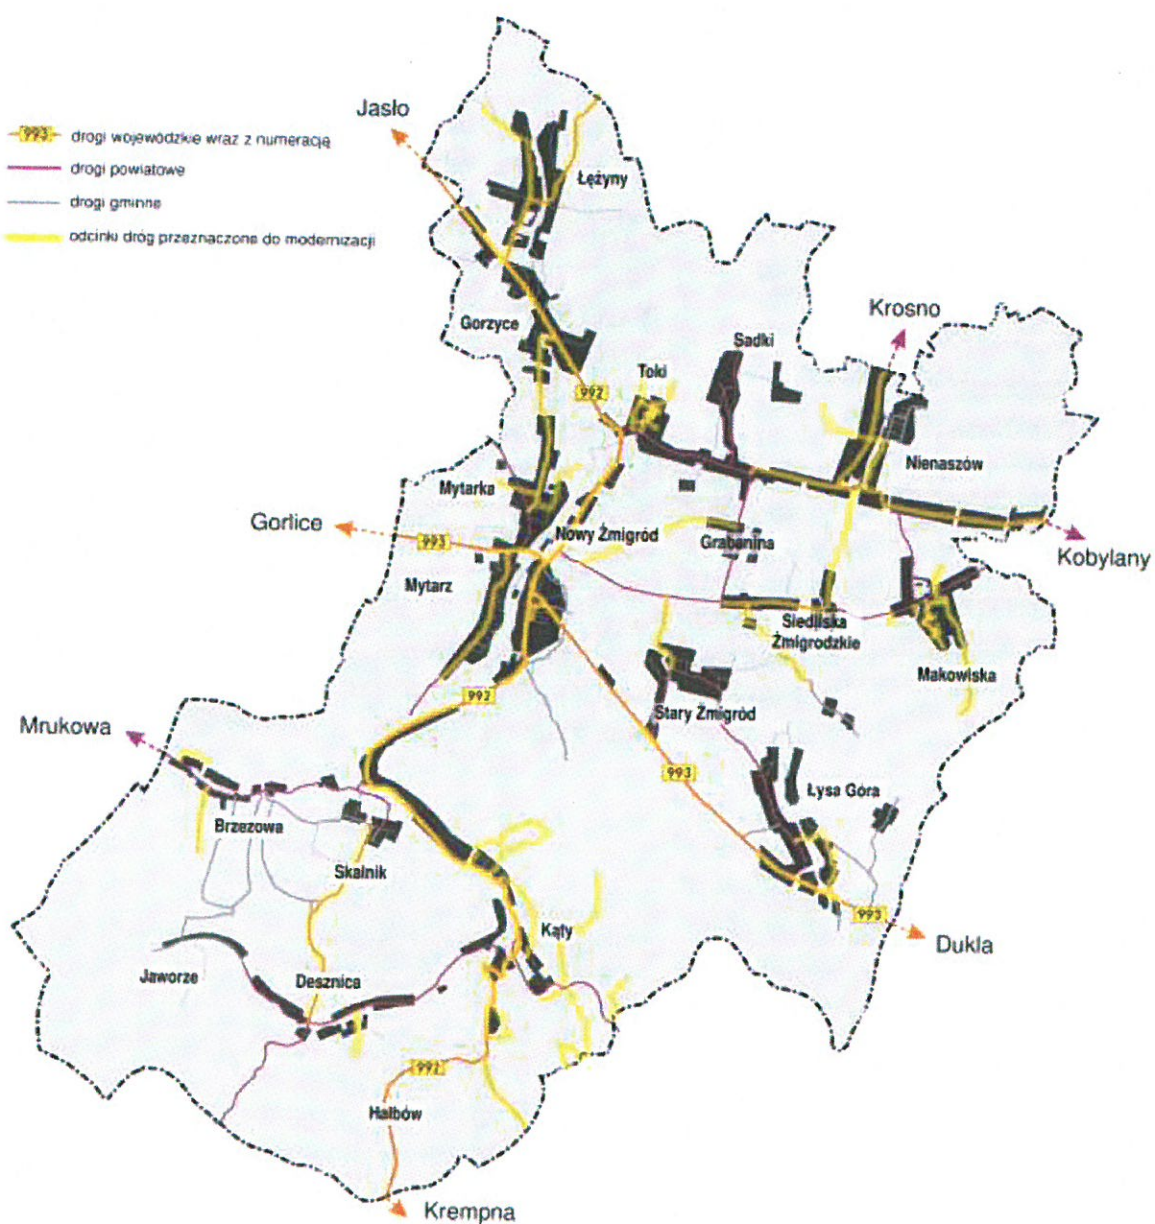 Jasło
993 drogi wojewódzkie wraz z numeracją
drogi powiatowe
drogi gminne
odcinki dróg przeznaczone do modernizacji
Łężyny
Krosno
Gorzyce
Sadki
Toki
992
Nienaszów
Mytarka
Gorlice
993
Nowy Żmigród
Grabanina
Kobylany
Mytarz
Siedliska
Żmigrodzkie
Makowiska
992
Stary Żmigród
Mrukowa
993
Łysa Góra
Brzezowa
Skalnik
993
Kąty
Dukla
Jaworze
Desznica
992
Hałbów
Krempna